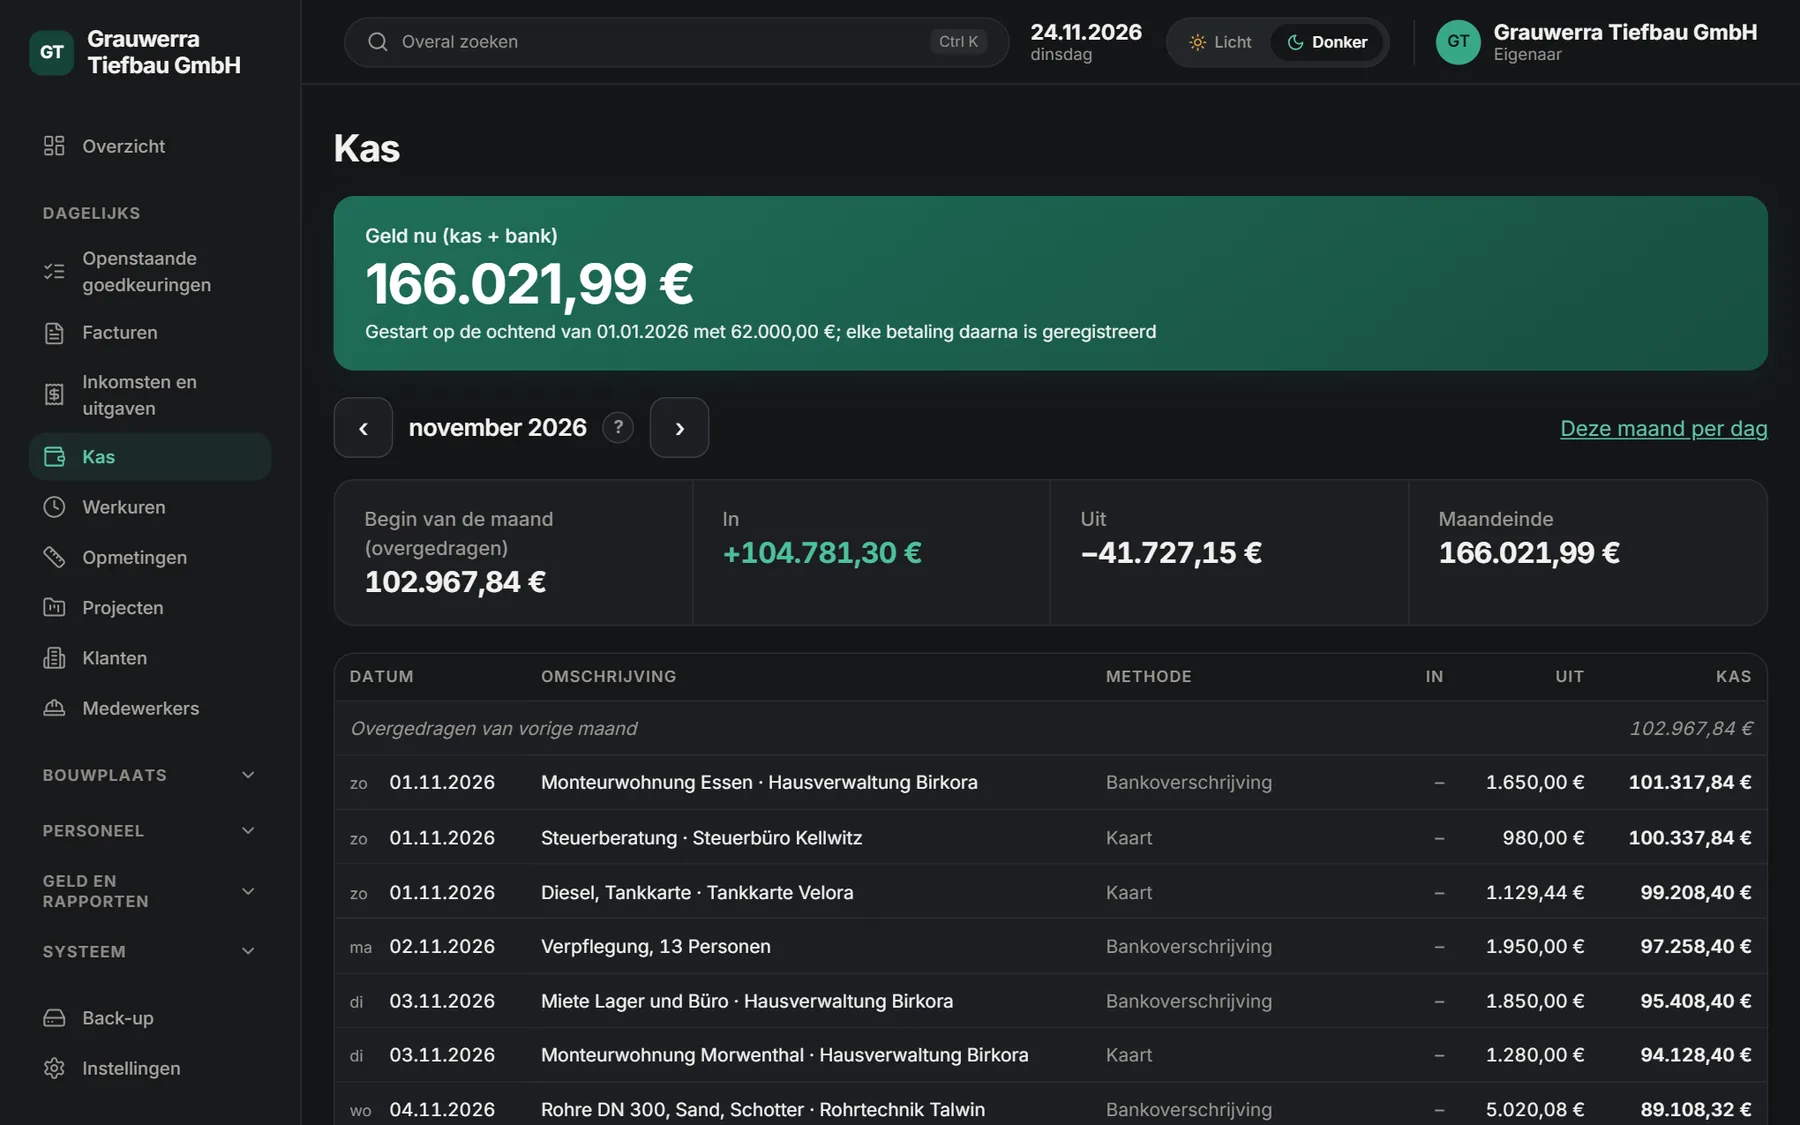 GT
Grauwerra
Tiefbau GmbH
Overal zoeken
Ctrl K
24.11.2026
dinsdag
Licht
Donker
GT
Grauwerra Tiefbau GmbH
Eigenaar
Overzicht
DAGELIJKS
Openstaande
goedkeuringen
Facturen
Inkomsten en
uitgaven
Kas
Werkuren
Opmetingen
Projecten
Klanten
Medewerkers
BOUWPLAATS
PERSONEEL
GELD EN
RAPPORTEN
SYSTEEM
Back-up
Instellingen
Kas
Geld nu (kas + bank)
166.021,99 €
Gestart op de ochtend van 01.01.2026 met 62.000,00 €; elke betaling daarna is geregistreerd
‹ november 2026 ? ›
Deze maand per dag
Begin van de maand
(overgedragen)
102.967,84 €
In
+104.781,30 €
Uit
−41.727,15 €
Maandeinde
166.021,99 €
DATUM OMSCHRIJVING METHODE IN UIT KAS
Overgedragen van vorige maand 102.967,84 €
zo 01.11.2026 Monteurwohnung Essen · Hausverwaltung Birkora Bankoverschrijving – 1.650,00 € 101.317,84 €
zo 01.11.2026 Steuerberatung · Steuerbüro Kellwitz Kaart – 980,00 € 100.337,84 €
zo 01.11.2026 Diesel, Tankkarte · Tankkarte Velora Kaart – 1.129,44 € 99.208,40 €
ma 02.11.2026 Verpflegung, 13 Personen Bankoverschrijving – 1.950,00 € 97.258,40 €
di 03.11.2026 Miete Lager und Büro · Hausverwaltung Birkora Bankoverschrijving – 1.850,00 € 95.408,40 €
di 03.11.2026 Monteurwohnung Morwenthal · Hausverwaltung Birkora Kaart – 1.280,00 € 94.128,40 €
wo 04.11.2026 Rohre DN 300, Sand, Schotter · Rohrtechnik Talwin Bankoverschrijving – 5.020,08 € 89.108,32 €